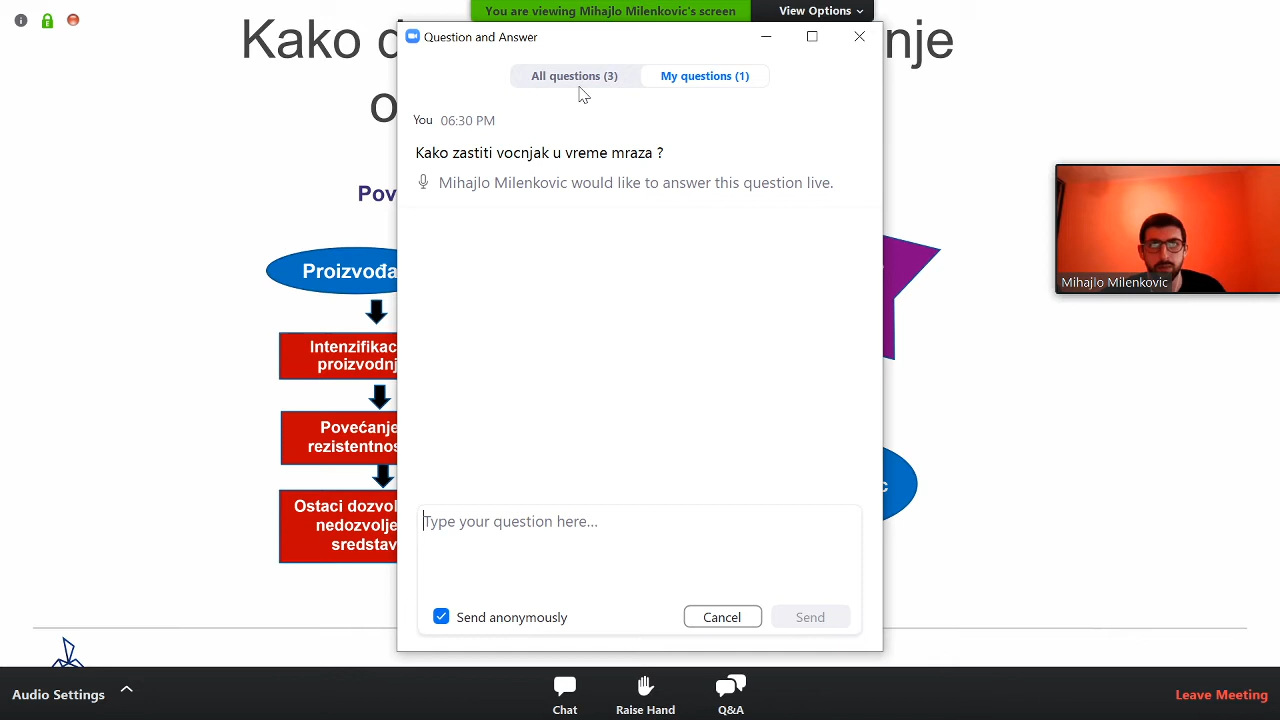 You are viewing Mihajlo Milenkovic's screen
View Options
Kako
nje
Question and Answer
All questions (3)
My questions (1)
You 06:30 PM
Kako zastiti vocnjak u vreme mraza ?
Mihajlo Milenkovic would like to answer this question live.
Pov
Proizvođa
Intenzifikac
proizvodnj
Povećanje
rezistentnos
Ostaci dozvol
nedozvolje
sredstav
c
Mihajlo Milenkovic
Type your question here...
Send anonymously
Cancel
Send
Audio Settings
Chat
Raise Hand
Q&A
Leave Meeting